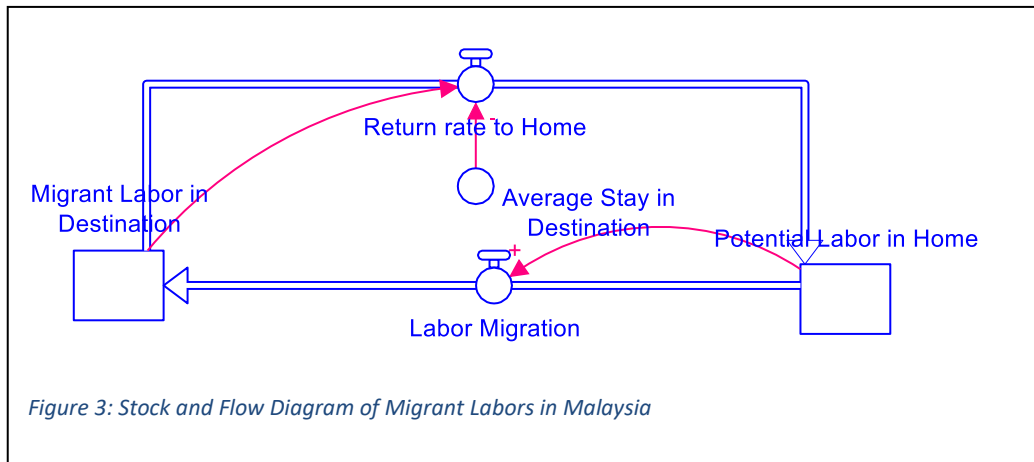 Return rate to Home
-
Migrant Labor in
Destination
Average Stay in
Destination
Potential Labor in Home
+
Labor Migration
Figure 3: Stock and Flow Diagram of Migrant Labors in Malaysia